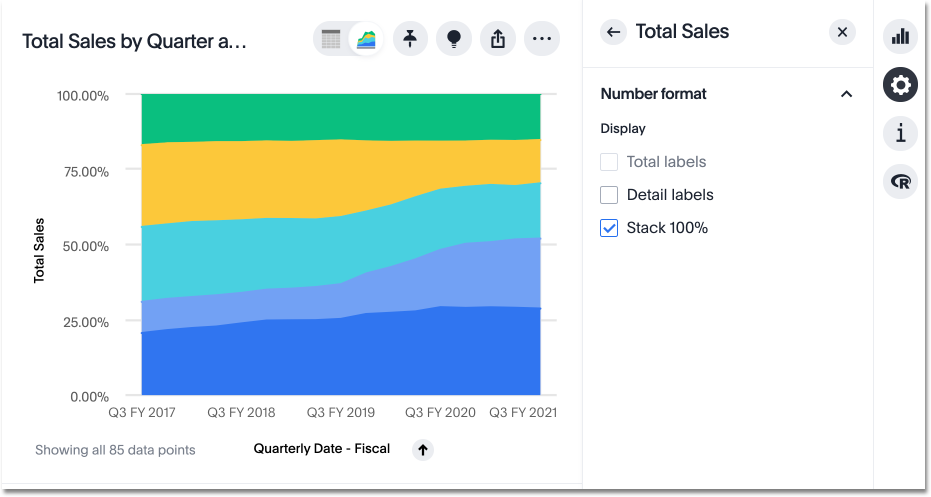 Total Sales by Quarter a...
Total Sales
100.00%
75.00%
50.00%
25.00%
0.00%
Total Sales
Q3 FY 2017
Q3 FY 2018
Q3 FY 2019
Q3 FY 2020
Q3 FY 2021
Showing all 85 data points
Quarterly Date - Fiscal
Number format
Display
Total labels
Detail labels
Stack 100%
i
R